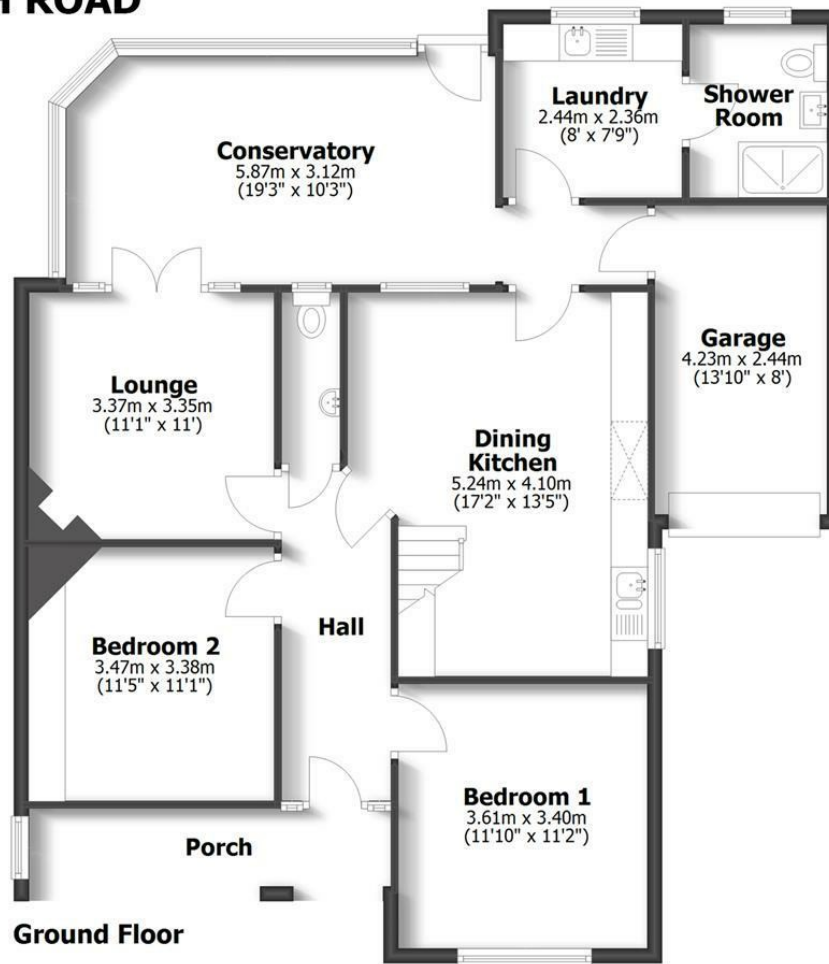 ROAD
Laundry
2.44m x 2.36m
(8' x 7'9")
Shower
Room
Conservatory
5.87m x 3.12m
(19'3" x 10'3")
Garage
4.23m x 2.44m
(13'10" x 8')
Lounge
3.37m x 3.35m
(11'1" x 11')
Dining
Kitchen
5.24m x 4.10m
(17'2" x 13'5")
Hall
Bedroom 2
3.47m x 3.38m
(11'5" x 11'1")
Bedroom 1
3.61m x 3.40m
(11'10" x 11'2")
Porch
Ground Floor